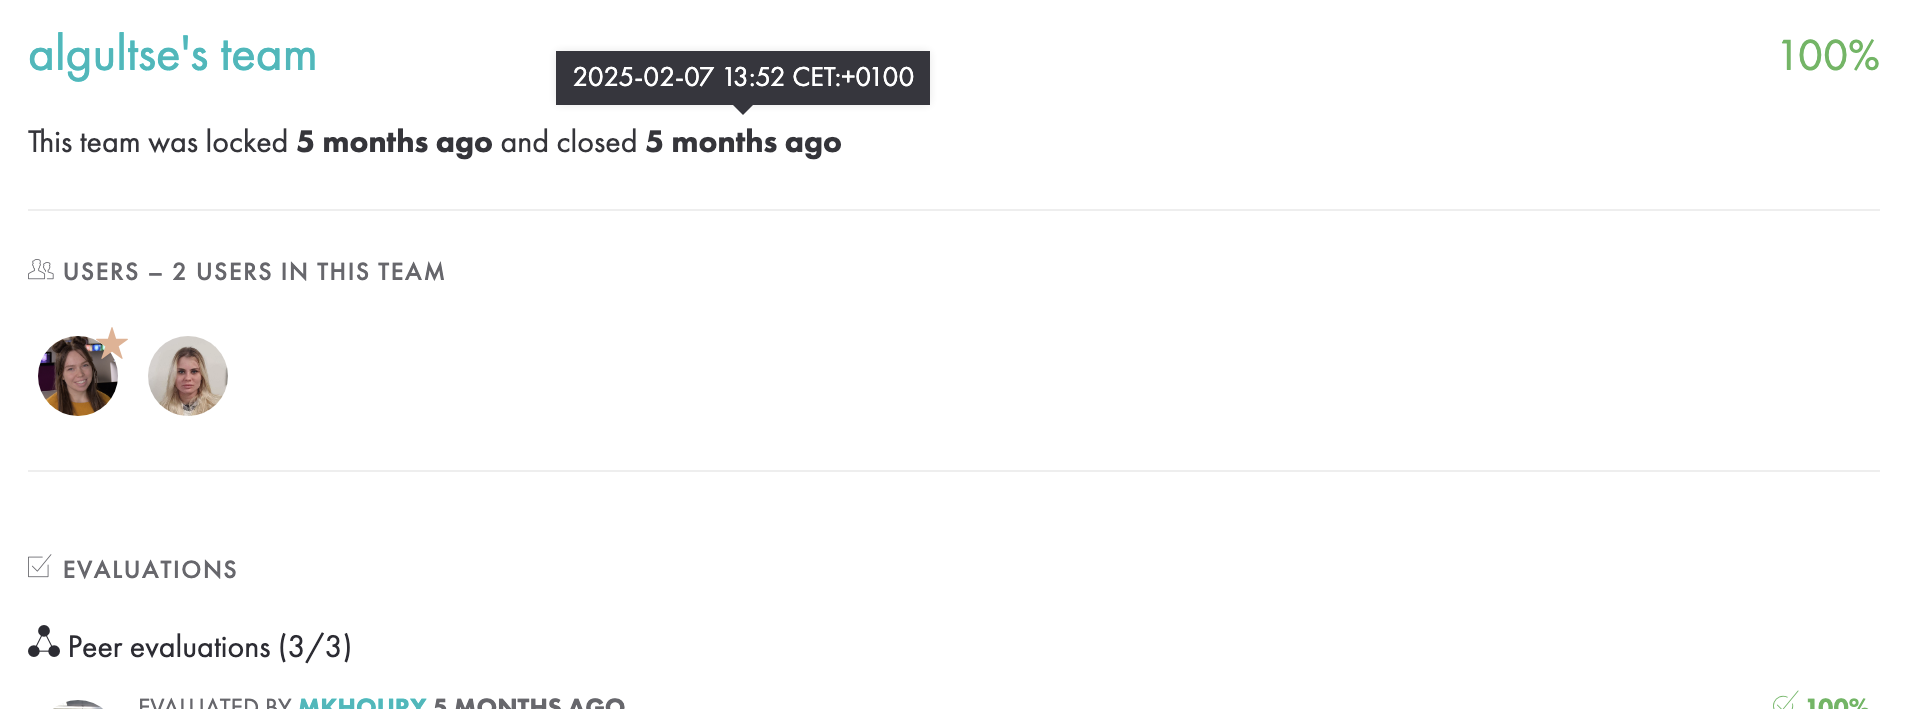 algultse's team
100%
2025-02-07 13:52 CET:+0100
This team was locked 5 months ago and closed 5 months ago
USERS – 2 USERS IN THIS TEAM
EVALUATIONS
Peer evaluations (3/3)
EVALUATED BY MKHOURY 5 MONTHS AGO
100%